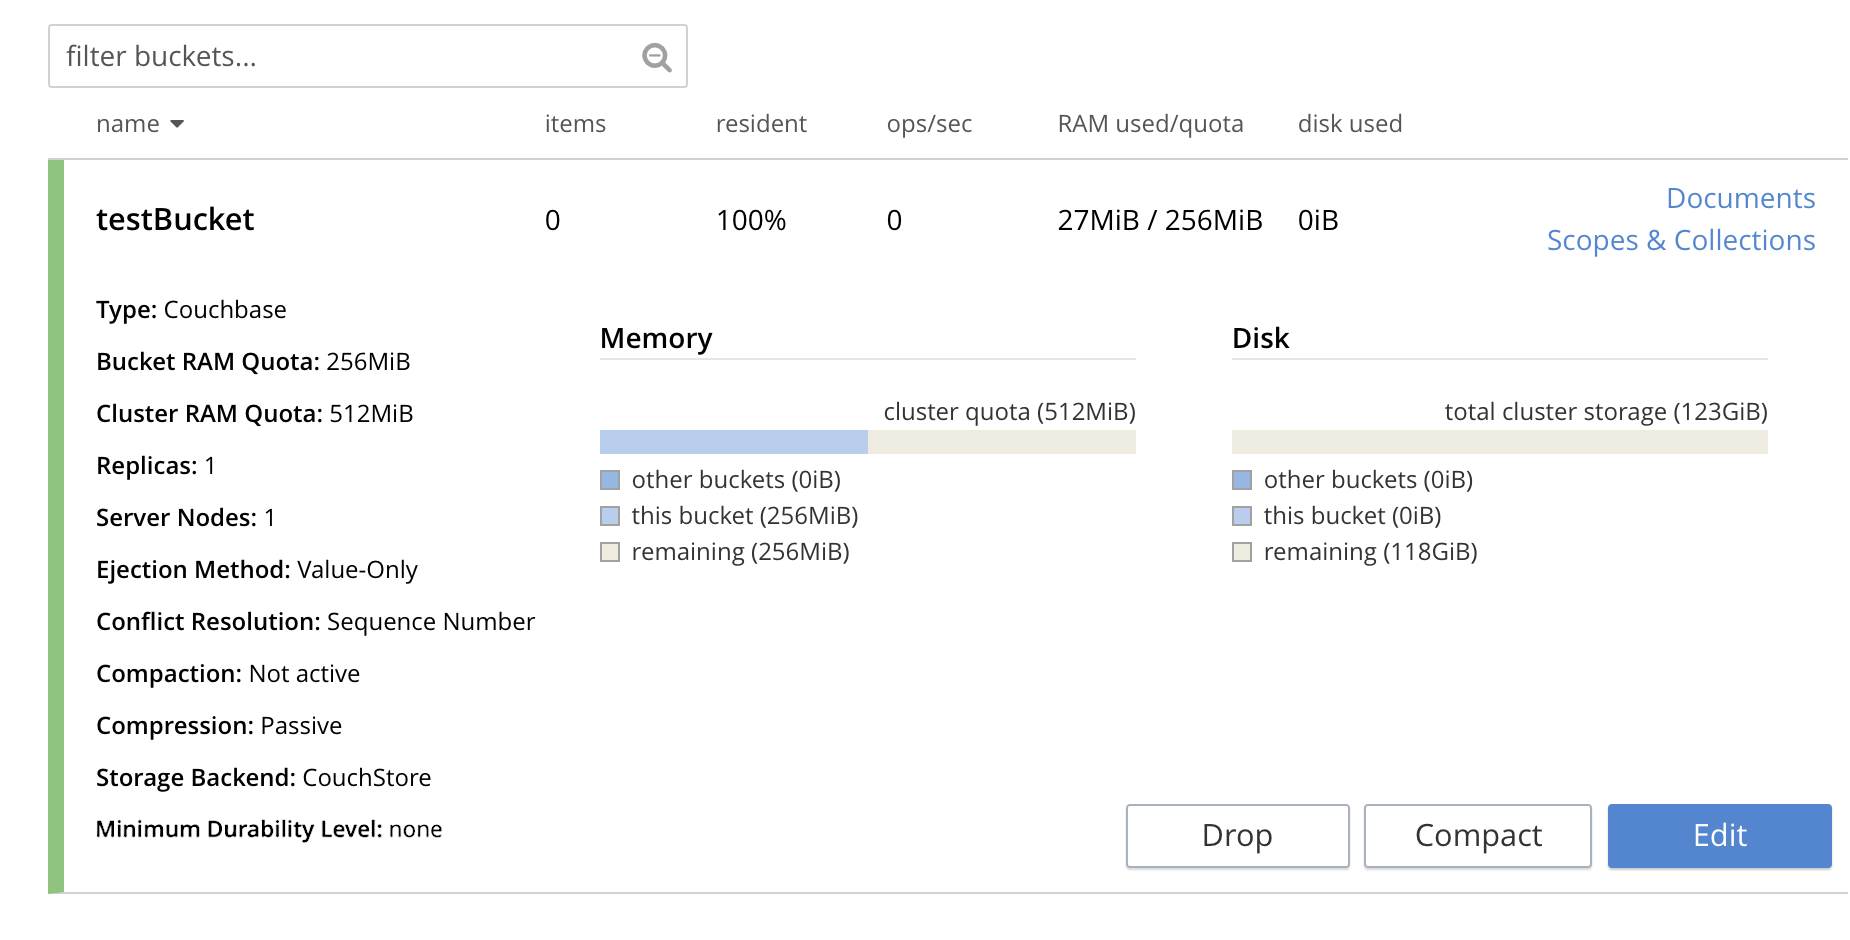 filter buckets...
name items resident ops/sec RAM used/quota disk used
testBucket 0 100% 0 27MiB / 256MiB 0iB
Documents
Scopes & Collections
Type: Couchbase
Bucket RAM Quota: 256MiB
Cluster RAM Quota: 512MiB
Replicas: 1
Server Nodes: 1
Ejection Method: Value-Only
Conflict Resolution: Sequence Number
Compaction: Not active
Compression: Passive
Storage Backend: CouchStore
Minimum Durability Level: none
Memory
cluster quota (512MiB)
other buckets (0iB)
this bucket (256MiB)
remaining (256MiB)
Disk
total cluster storage (123GiB)
other buckets (0iB)
this bucket (0iB)
remaining (118GiB)
Drop Compact Edit